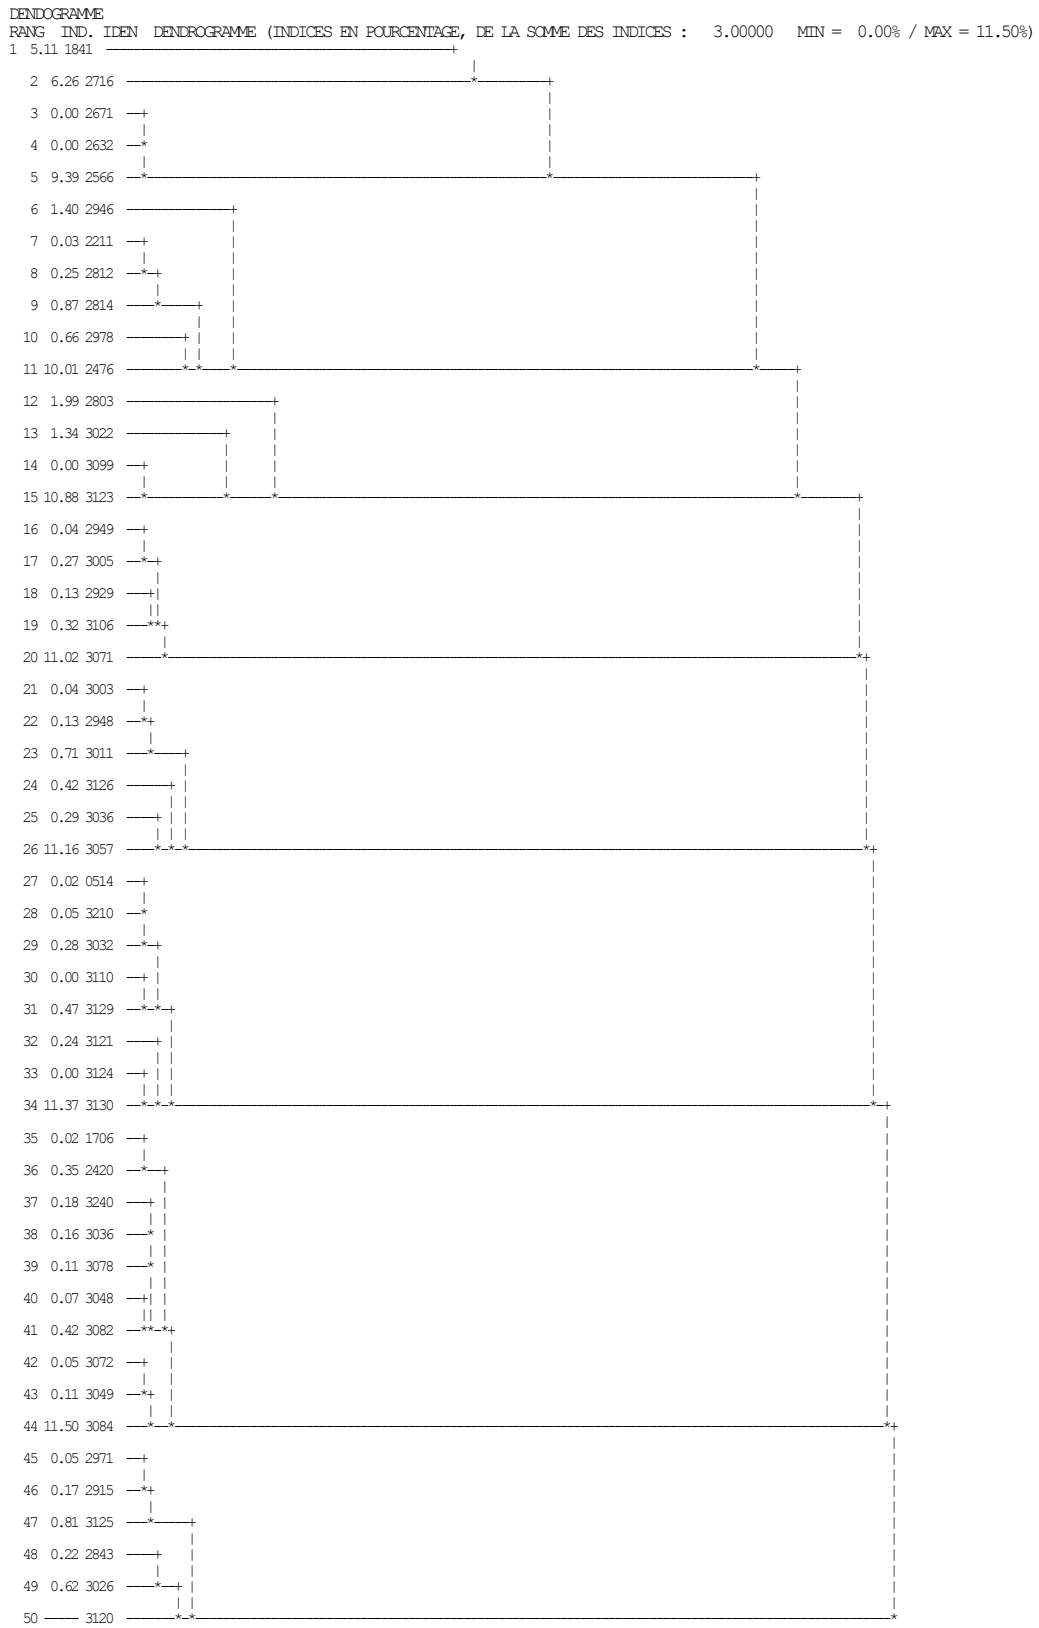 DENDOGRAMME
RANG IND. IDEN DENDROGRAMME (INDICES EN POURCENTAGE, DE LA SOMME DES INDICES : 3.00000 MIN = 0.00% / MAX = 11.50%)
1 5.11 1841
2 6.26 2716
3 0.00 2671
4 0.00 2632
5 9.39 2566
6 1.40 2946
7 0.03 2211
8 0.25 2812
9 0.87 2814
10 0.66 2978
11 10.01 2476
12 1.99 2803
13 1.34 3022
14 0.00 3099
15 10.88 3123
16 0.04 2949
17 0.27 3005
18 0.13 2929
19 0.32 3106
20 11.02 3071
21 0.04 3003
22 0.13 2948
23 0.71 3011
24 0.42 3126
25 0.29 3036
26 11.16 3057
27 0.02 0514
28 0.05 3210
29 0.28 3032
30 0.00 3110
31 0.47 3129
32 0.24 3121
33 0.00 3124
34 11.37 3130
35 0.02 1706
36 0.35 2420
37 0.18 3240
38 0.16 3036
39 0.11 3078
40 0.07 3048
41 0.42 3082
42 0.05 3072
43 0.11 3049
44 11.50 3084
45 0.05 2971
46 0.17 2915
47 0.81 3125
48 0.22 2843
49 0.62 3026
50 ----- 3120